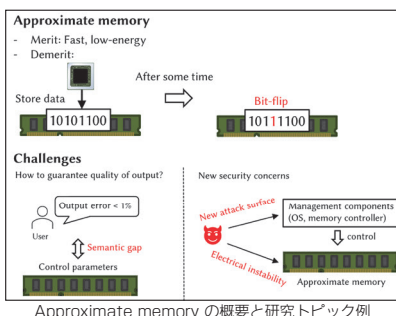 Approximate memory
- Merit: Fast, low-energy
- Demerit:
After some time
Store data
Bit-flip
10101100
10111100
Challenges
How to guarantee quality of output?
New security concerns
Output error < 1%
User
Semantic gap
Control parameters
New attack surface
Management components
(OS, memory controller)
control
Electrical instability
Approximate memory
Approximate memory の概要と研究トピック例